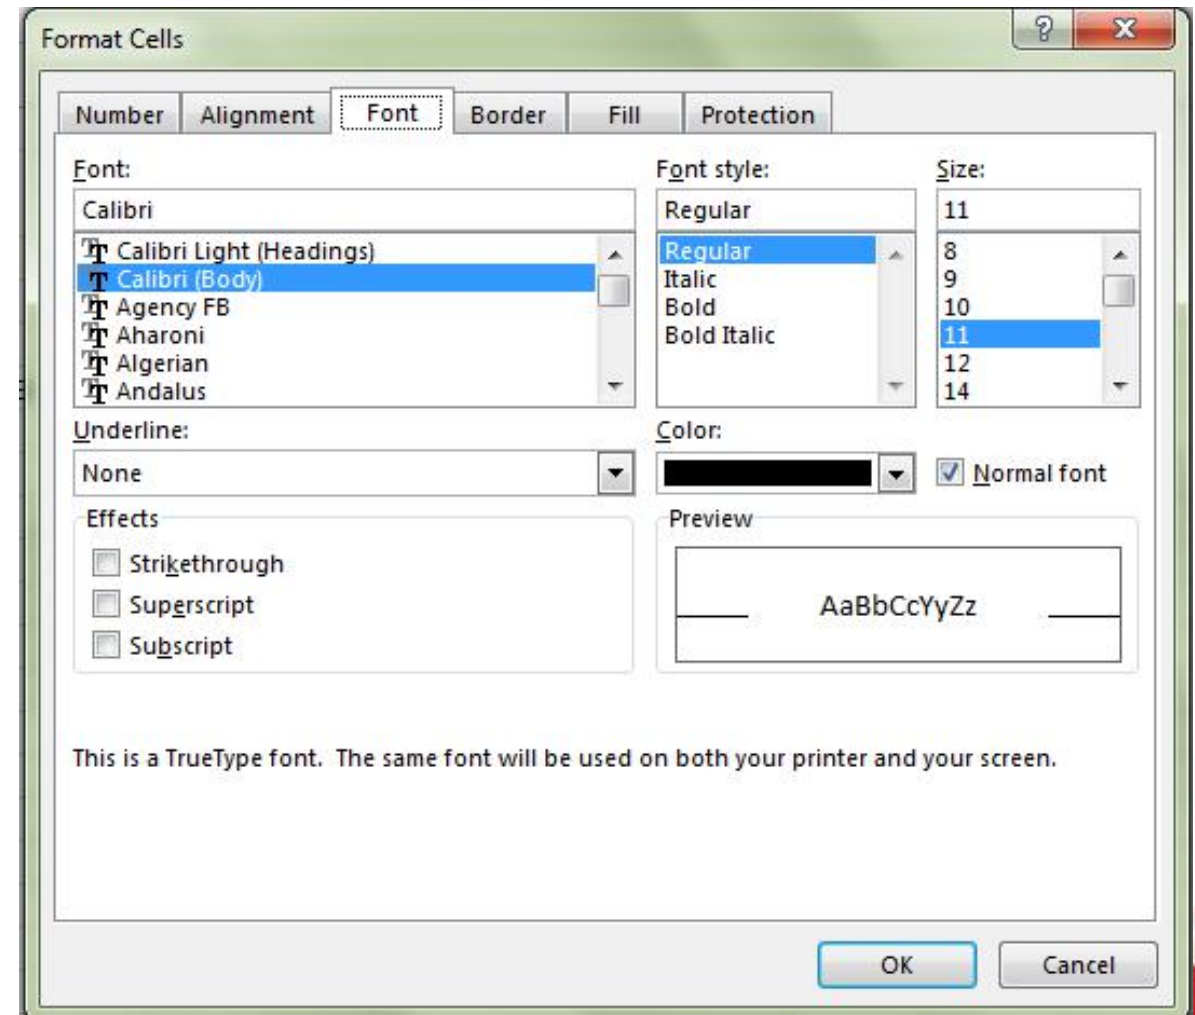 Format Cells
Number Alignment Font Border Fill Protection
Font: Font style: Size:
Calibri Regular 11
Calibri Light (Headings) Regular 8
Calibri (Body) Italic 9
Agency FB Bold 10
Aharoni Bold Italic 11
Algerian 12
Andalus 14
Underline: Color:
None Normal font
Effects Preview
Strikethrough
Superscript AaBbCcYyZz
Subscript
This is a TrueType font. The same font will be used on both your printer and your screen.
OK Cancel